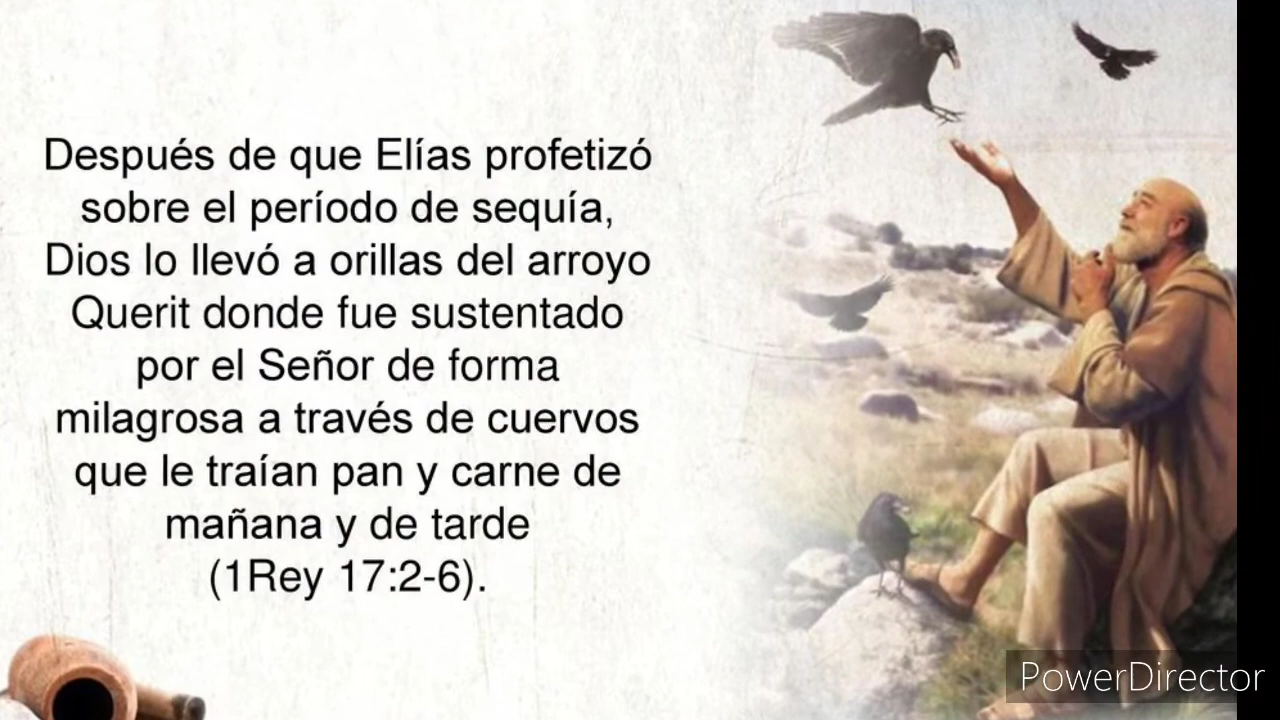 Después de que Elías profetizó
sobre el período de sequía,
Dios lo llevó a orillas del arroyo
Querit donde fue sustentado
por el Señor de forma
milagrosa a través de cuervos
que le traían pan y carne de
mañana y de tarde
(1Rey 17:2-6).
PowerDirector